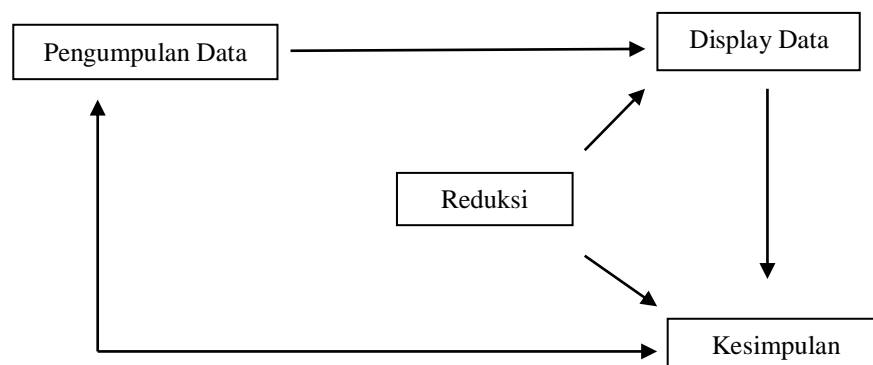 Pengumpulan Data
Display Data
Reduksi
Kesimpulan